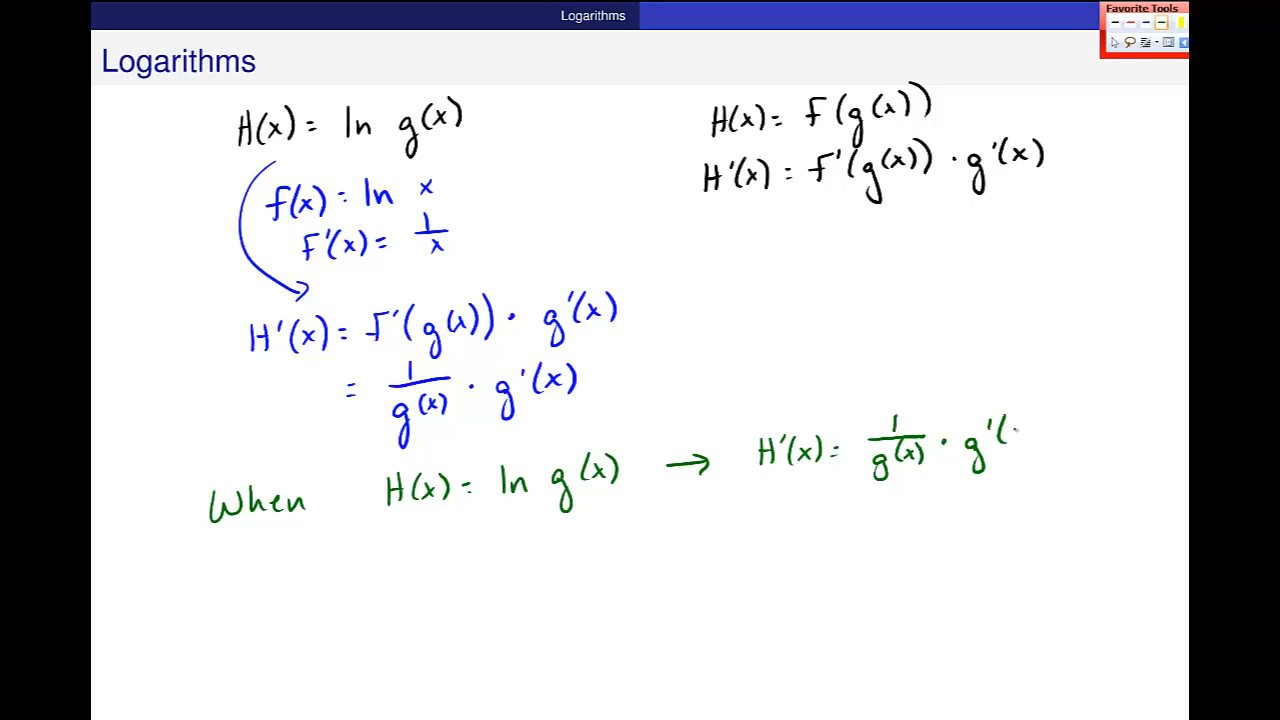 Logarithms
Favorite Tools
Logarithms
H(x) = ln g(x)
H(x) = f(g(x))
H'(x) = f'(g(x)) · g'(x)
f(x) = ln x
f'(x) = 1/x
H'(x) = f'(g(x)) · g'(x)
= 1/g(x) · g'(x)
When H(x) = ln g(x) → H'(x) = 1/g(x) · g'(